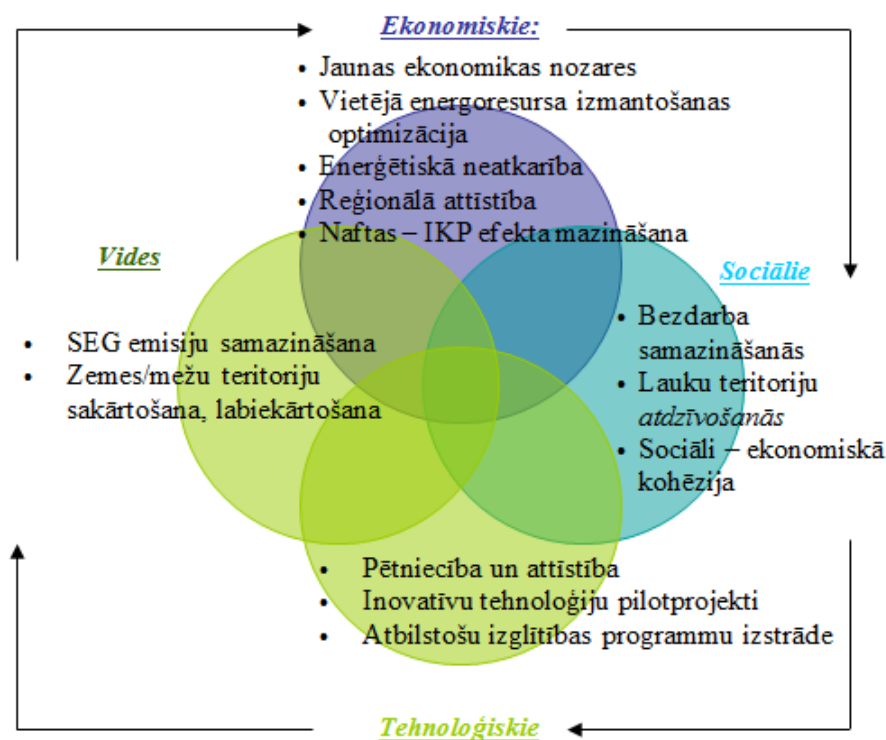 Ekonomiskie:
• Jaunas ekonomikas nozares
• Vietējā energoresursa izmantošanas
optimizācija
• Enerģētiskā neatkarība
• Reģionālā attīstība
• Naftas – IKP efekta mazināšana
Vides
• SEG emisiju samazināšana
• Zemes/mežu teritoriju
sakārtošana, labiekārtošana
Sociālie
• Bezdarba
samazināšanās
• Lauku teritoriju
atdzīvošanās
• Sociāli – ekonomiskā
kohēzija
• Pētniecība un attīstība
• Inovatīvu tehnoloģiju pilotprojekti
• Atbilstošu izglītības programmu izstrāde
Tehnoloģiskie